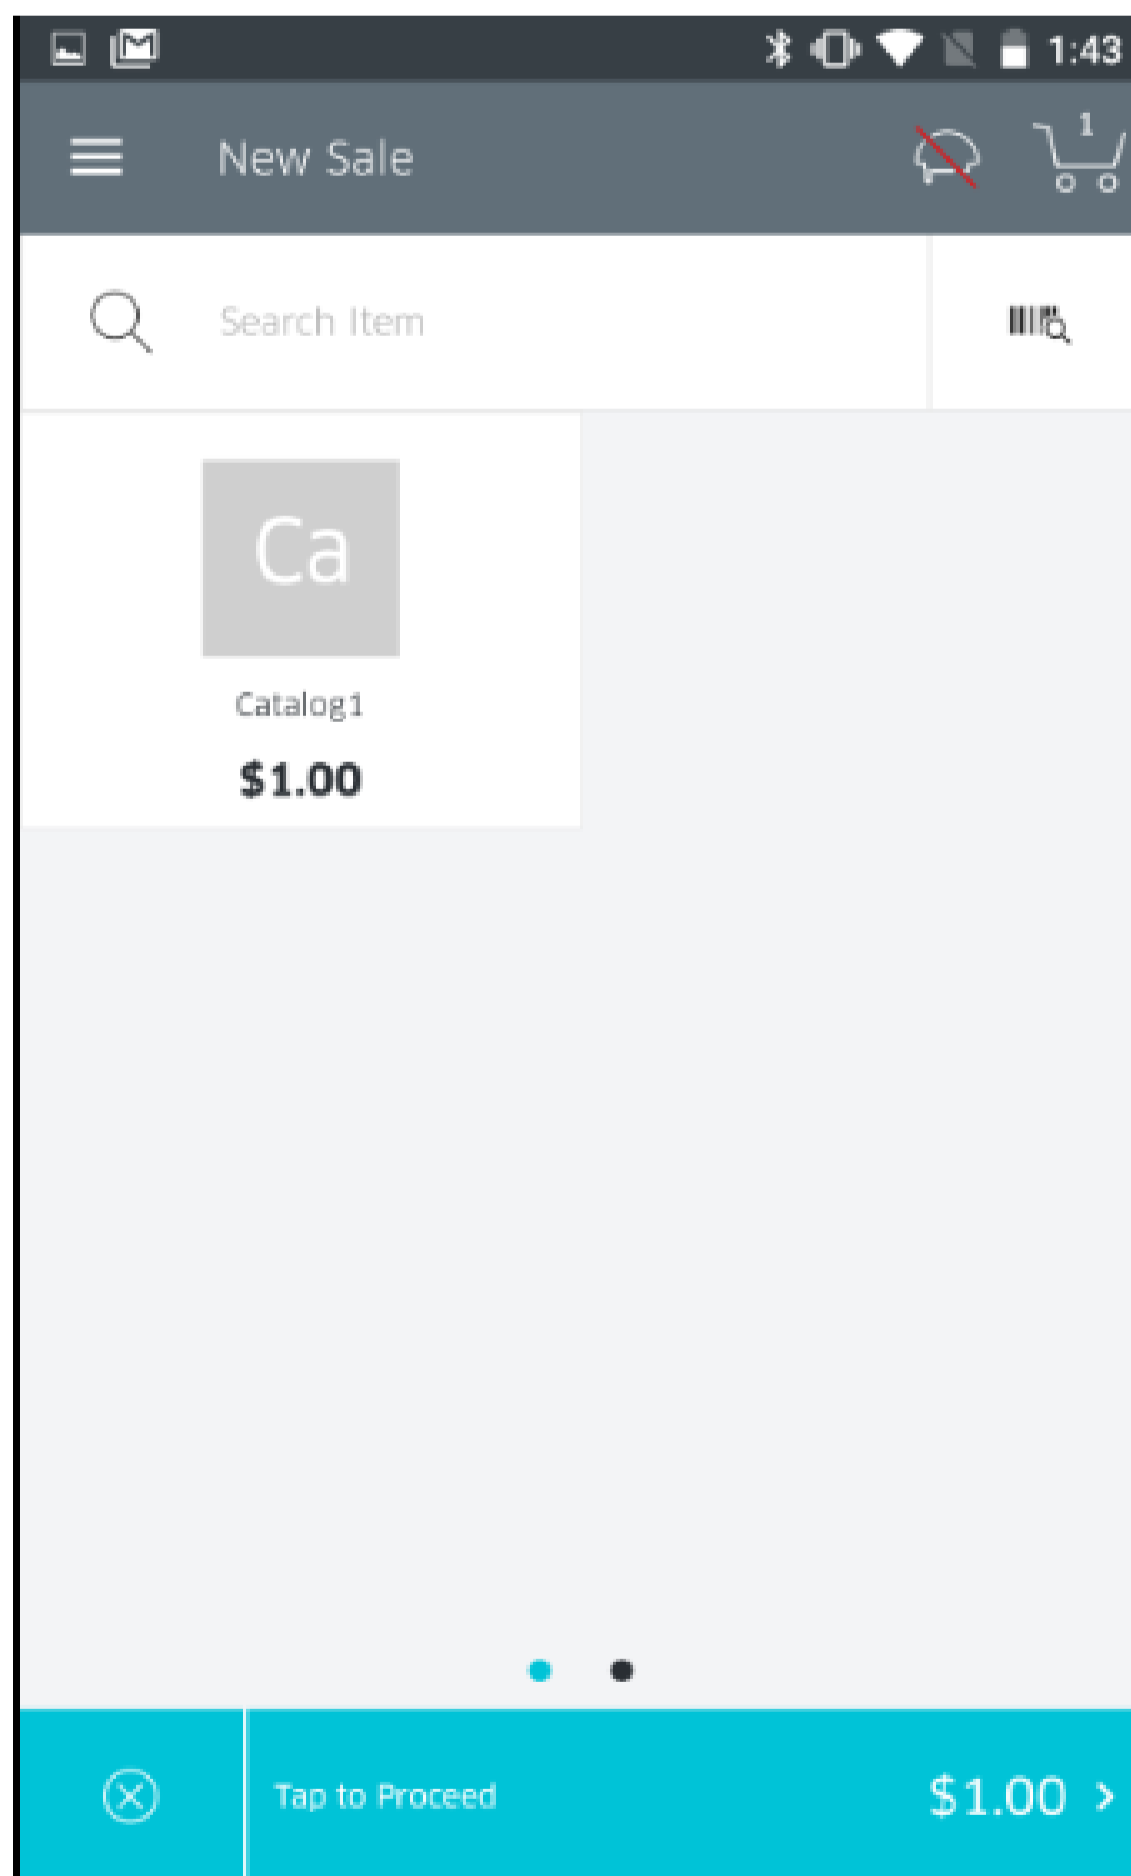 1:43
New Sale
1
Search Item
Ca
Catalog1
$1.00
Tap to Proceed
$1.00